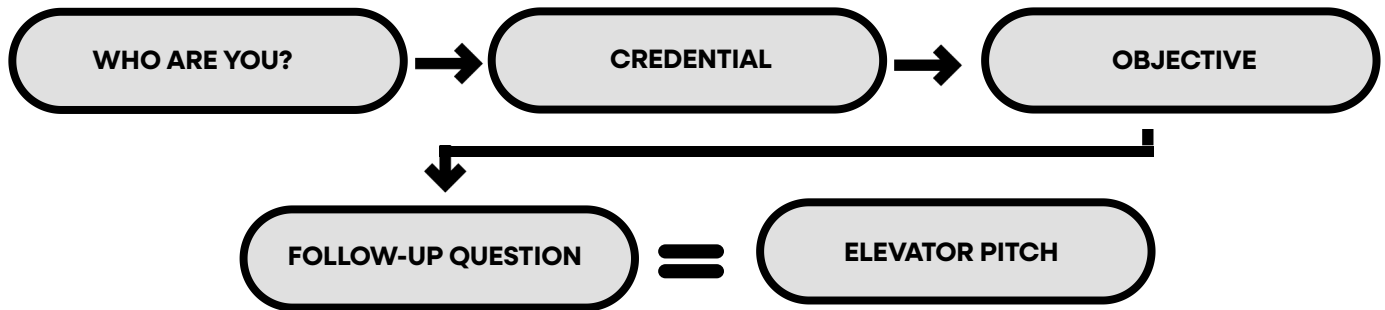 WHO ARE YOU?
CREDENTIAL
OBJECTIVE
FOLLOW-UP QUESTION
ELEVATOR PITCH